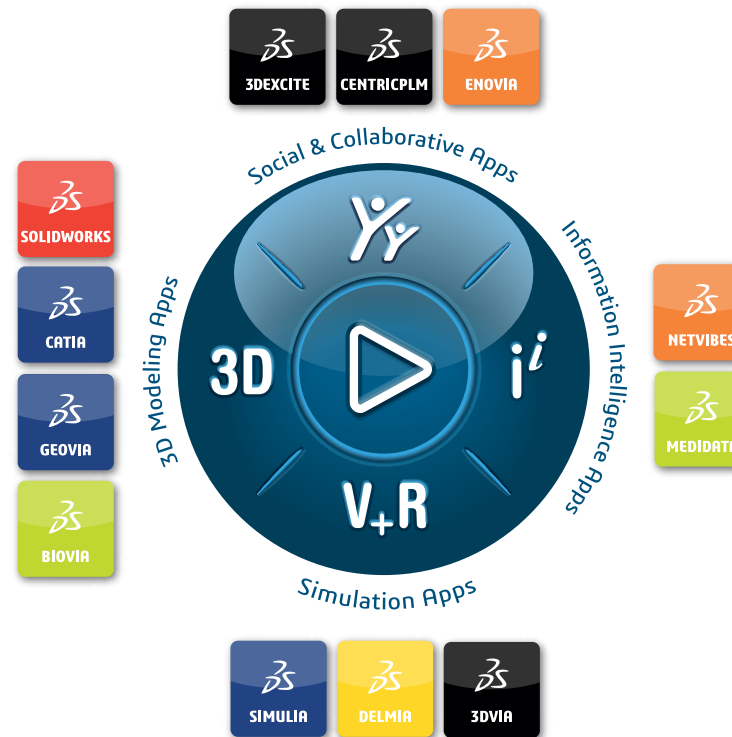 3DEXCITE
CENTRICPLM
ENOVIA
Social & Collaborative Apps
SOLIDWORKS
CATIA
GEOVIA
BIOVIA
3D Modeling Apps
3D
i i
V+R
Information Intelligence Apps
NETVIBES
MEDIDATA
Simulation Apps
SIMULIA
DELMIA
3DVIA